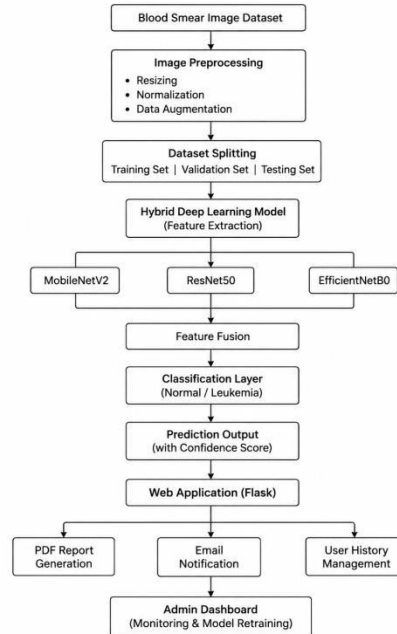 Blood Smear Image Dataset
Image Preprocessing
• Resizing
• Normalization
• Data Augmentation
Dataset Splitting
Training Set | Validation Set | Testing Set
Hybrid Deep Learning Model
(Feature Extraction)
MobileNetV2
ResNet50
EfficientNetB0
Feature Fusion
Classification Layer
(Normal / Leukemia)
Prediction Output
(with Confidence Score)
Web Application (Flask)
PDF Report
Generation
Email
Notification
User History
Management
Admin Dashboard
(Monitoring & Model Retraining)